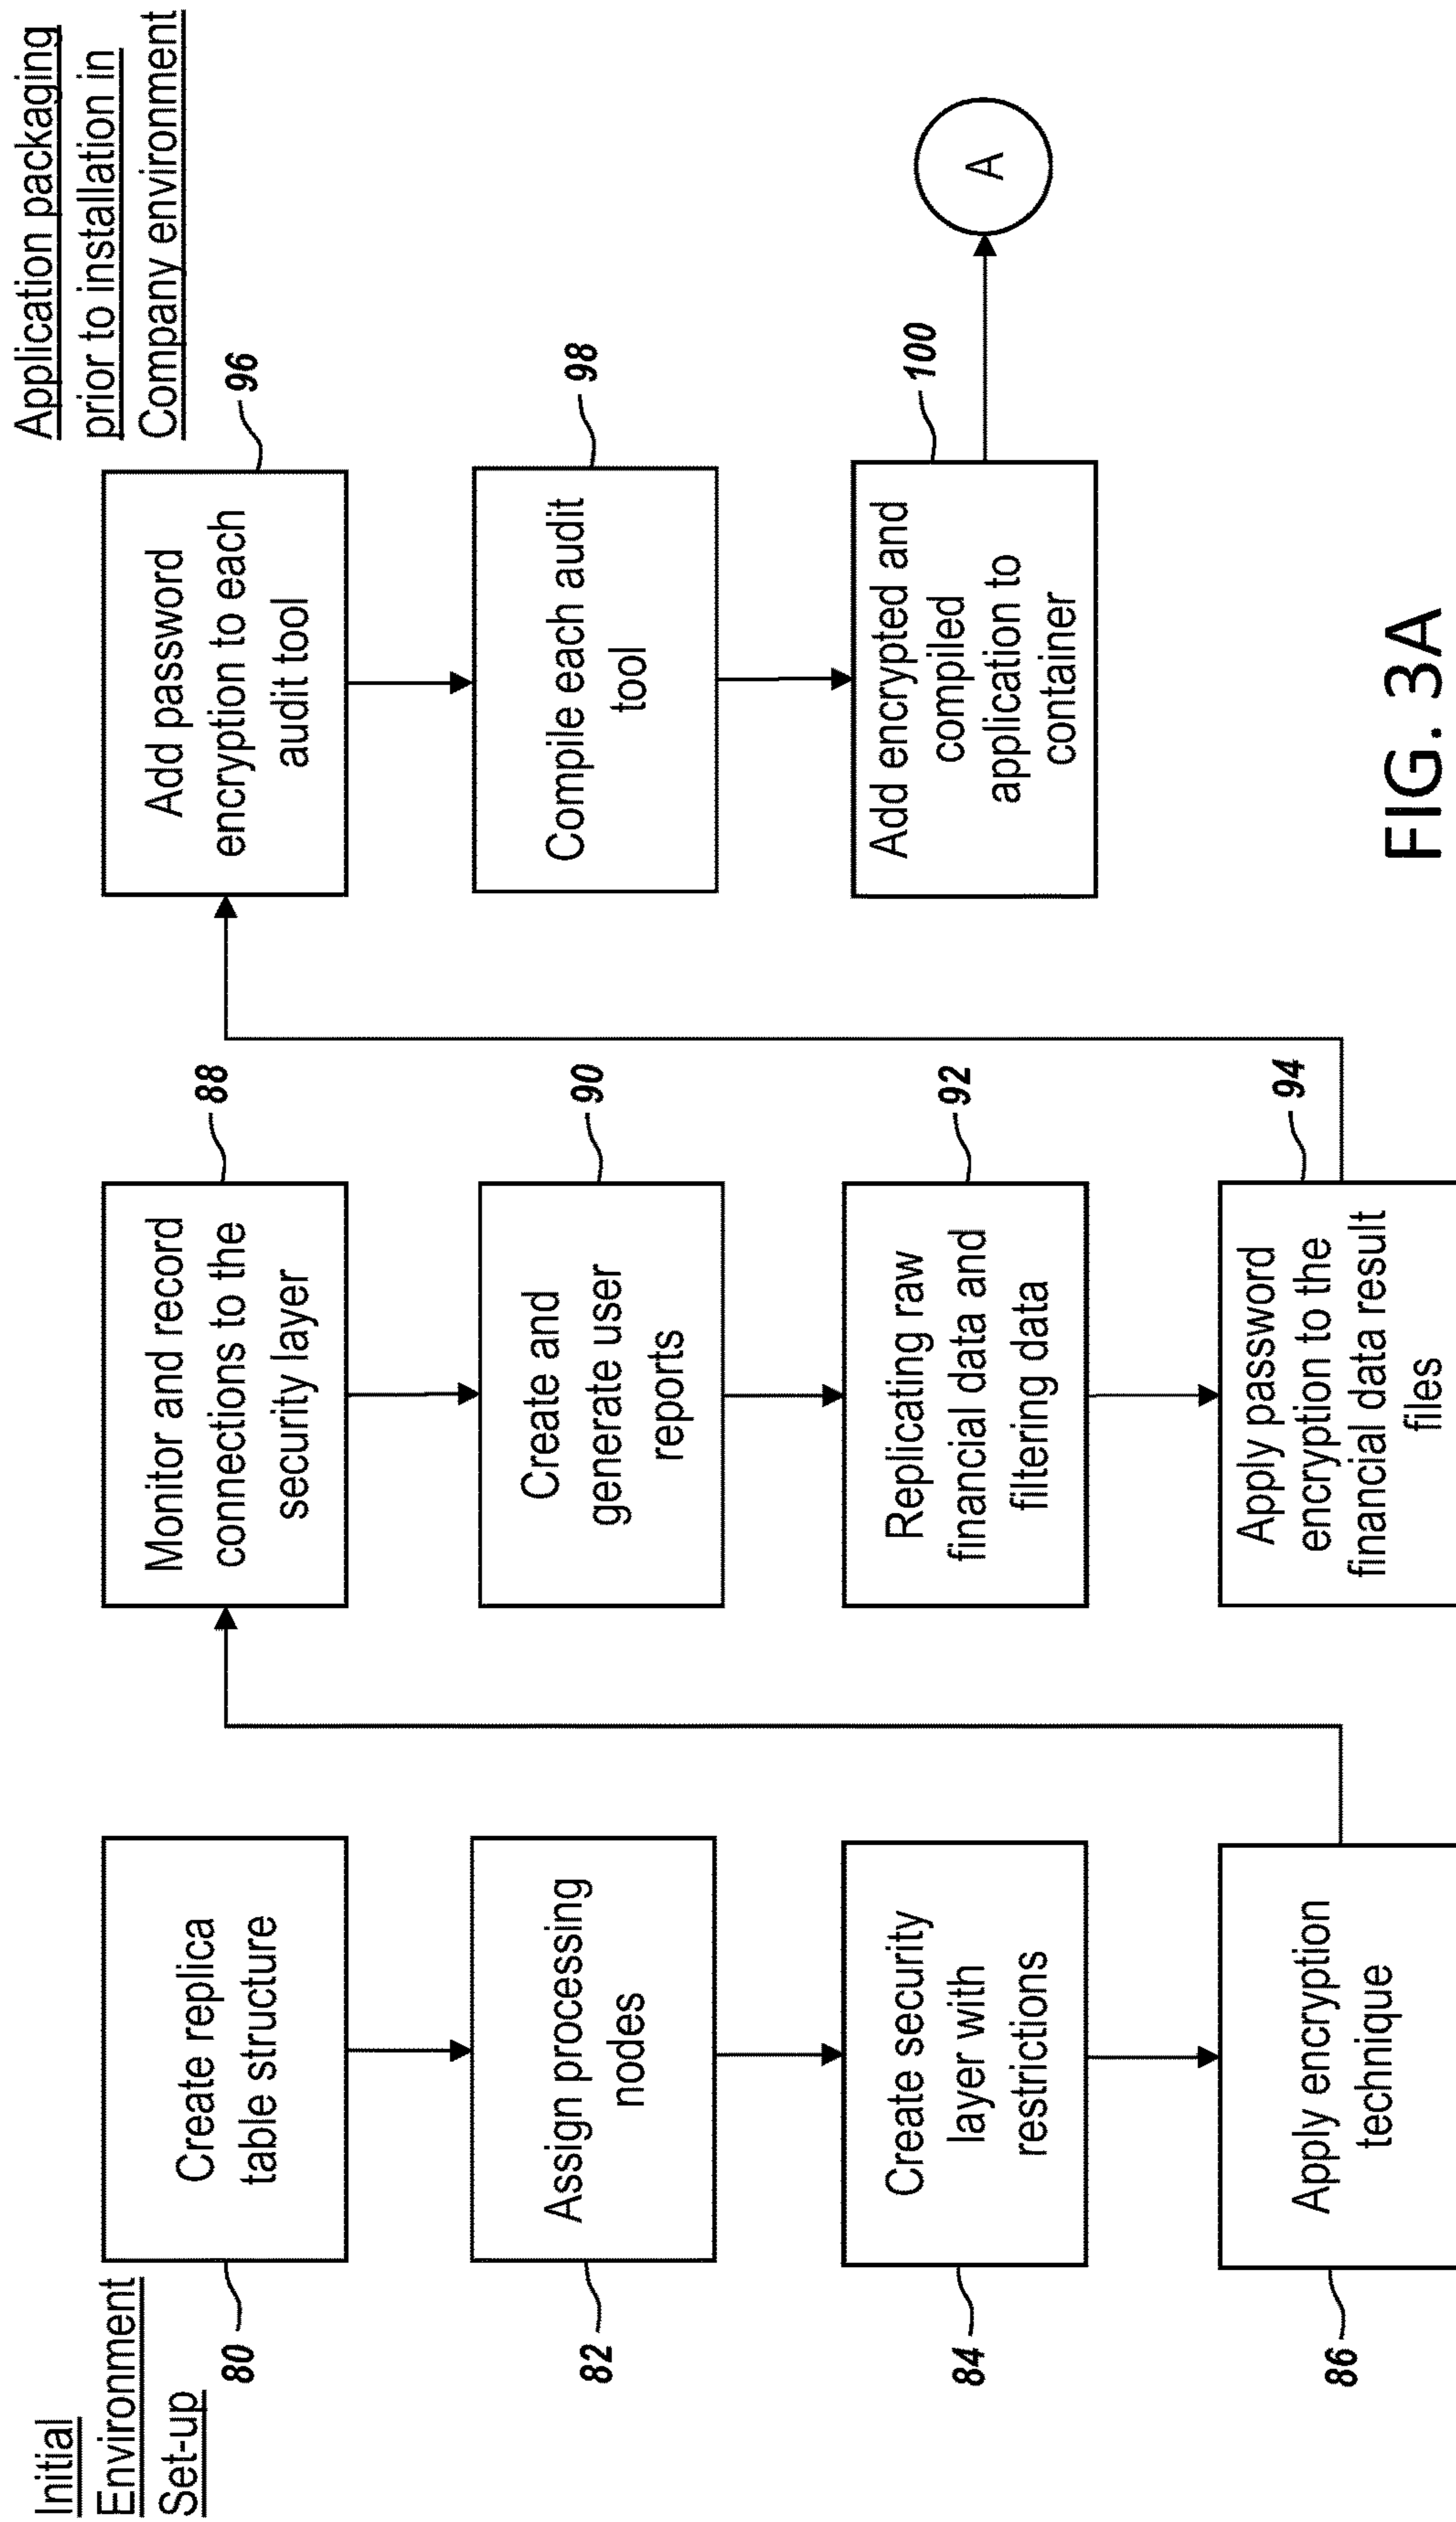 Initial
Environment
Set-up
80
Create replica
table structure
82
Assign processing
nodes
84
Create security
layer with
restrictions
86
Apply encryption
technique
88
Monitor and record
connections to the
security layer
90
Create and
generate user
reports
92
Replicating raw
financial data and
filtering data
94
Apply password
encryption to the
financial data result
files
Application packaging
prior to installation in
Company environment
96
Add password
encryption to each
audit tool
98
Compile each audit
tool
100
Add encrypted and
compiled
application to
container
A
FIG. 3A